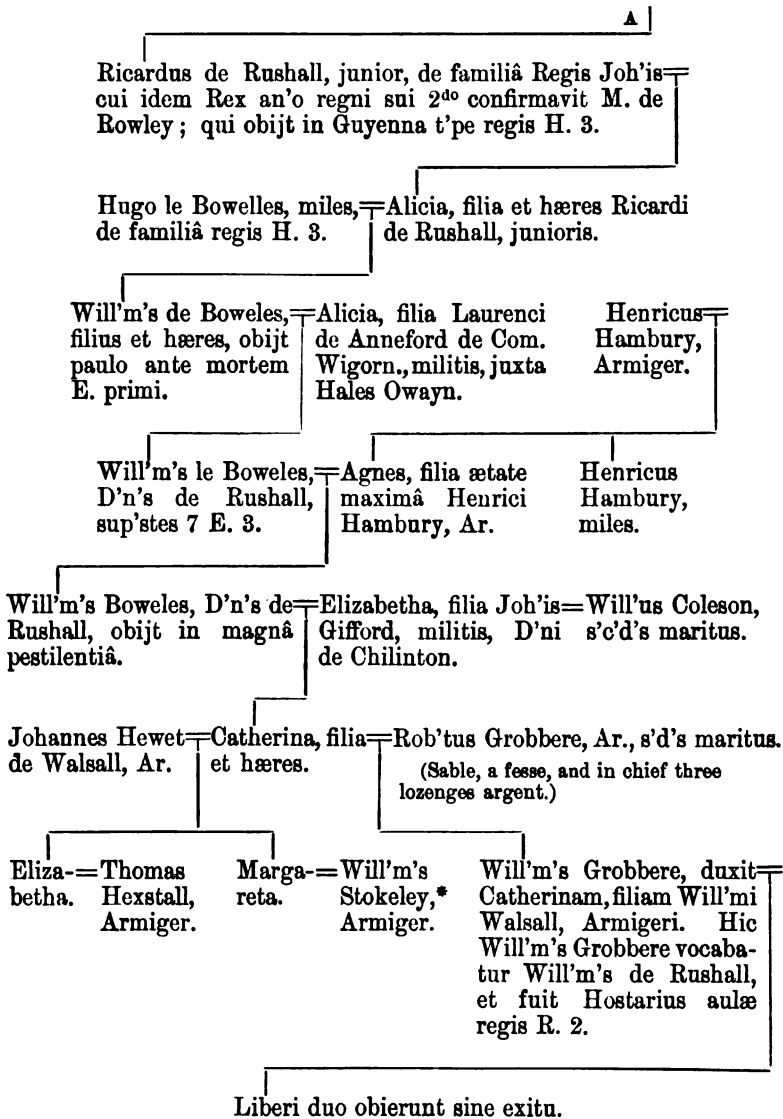 A
Ricardus de Rushall, junior, de familiâ Regis Joh'is
cui idem Rex an'o regni sui 2do confirmavit M. de
Rowley; qui obijt in Guyenna t'pe regis H. 3.
Hugo le Bowelles, miles,
de familiâ regis H. 3.
Alicia, filia et hæres Ricardi
de Rushall, junioris.
Will'm's de Boweles,
filius et hæres, obijt
paulo ante mortem
E. primi.
Alicia, filia Laurenci
de Anneford de Com.
Wigorn., militis, juxta
Hales Owayn.
Henricus
Hambury,
Armiger.
Will'm's le Boweles,
D'n's de Rushall,
sup'stes 7 E. 3.
Agnes, filia ætate
maximâ Henrici
Hambury, Ar.
Henricus
Hambury,
miles.
Will'm's Boweles, D'n's de
Rushall, obijt in magnâ
pestilentiâ.
Elizabetha, filia Joh'is
Gifford, militis, D'ni
de Chilinton.
Will'us Coleson,
s'c'd's maritus.
Johannes Hewet
de Walsall, Ar.
Catherina, filia
et hæres.
Rob'tus Grobbere, Ar., s'd's maritus.
(Sable, a fesse, and in chief three
lozenges argent.)
Eliza-
betha.
Thomas
Hexstall,
Armiger.
Marga-
reta.
Will'm's
Stokeley,*
Armiger.
Will'm's Grobbere, duxit
Catherinam, filiam Will'mi
Walsall, Armigeri. Hic
Will'm's Grobbere vocaba-
tur Will'm's de Rushall,
et fuit Hostarius aulæ
regis R. 2.
Liberi duo obierunt sine exitu.